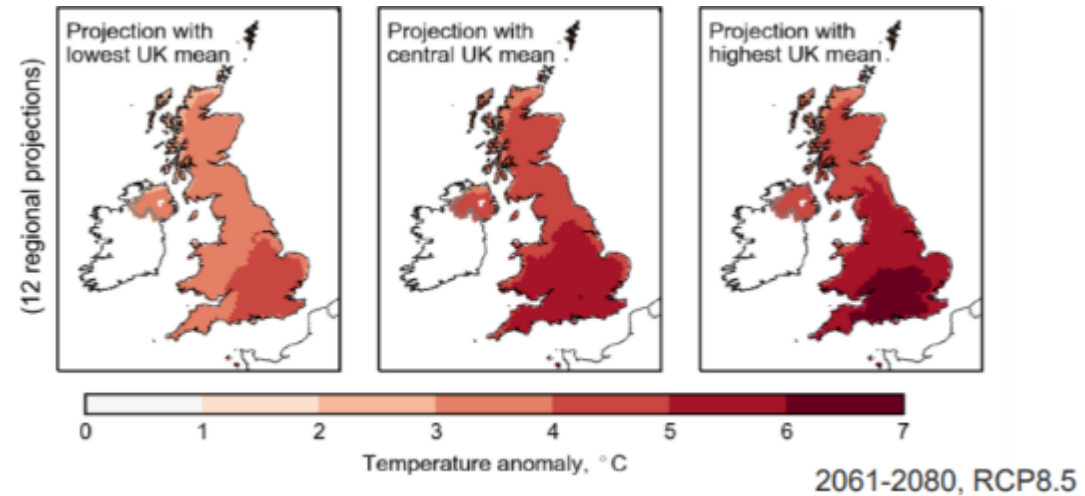 Projection with
lowest UK mean
Projection with
central UK mean
Projection with
highest UK mean
(12 regional projections)
0 1 2 3 4 5 6 7
Temperature anomaly, °C
2061-2080, RCP8.5